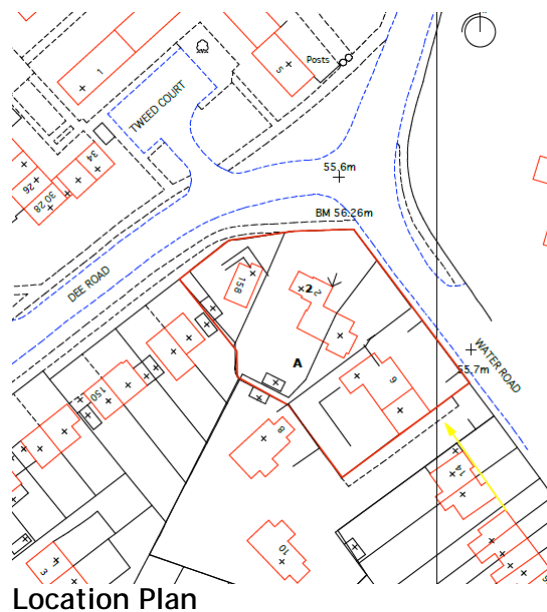 1
5
Posts
TWEED COURT
34
26
30-28
55.6m
BM 56.26m
DEE ROAD
158
2
A
WATER ROAD
55.7m
150
6
8
14
10
3
Location Plan